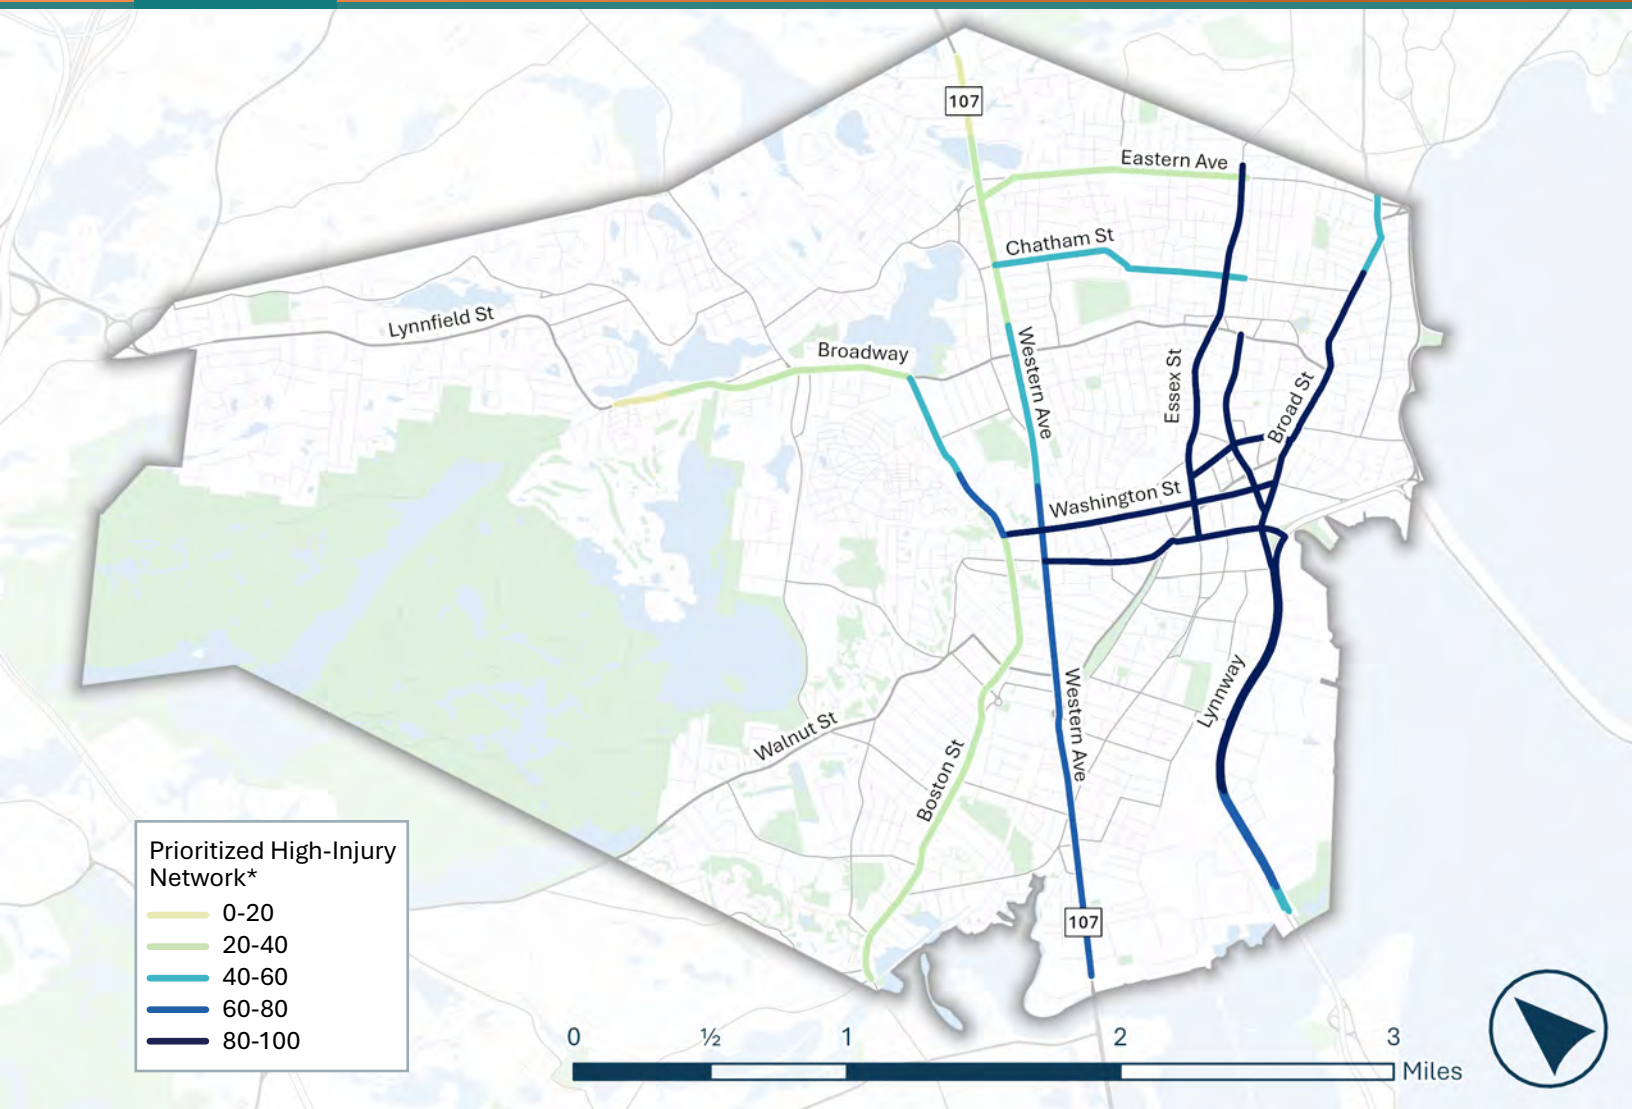 107
Eastern Ave
Chatham St
Lynnfield St
Broadway
Western Ave
Essex St
Broad St
Washington St
Lynnway
Western Ave
Walnut St
Boston St
107
Prioritized High-Injury
Network*
0-20
20-40
40-60
60-80
80-100
0 ½ 1 2 3
Miles